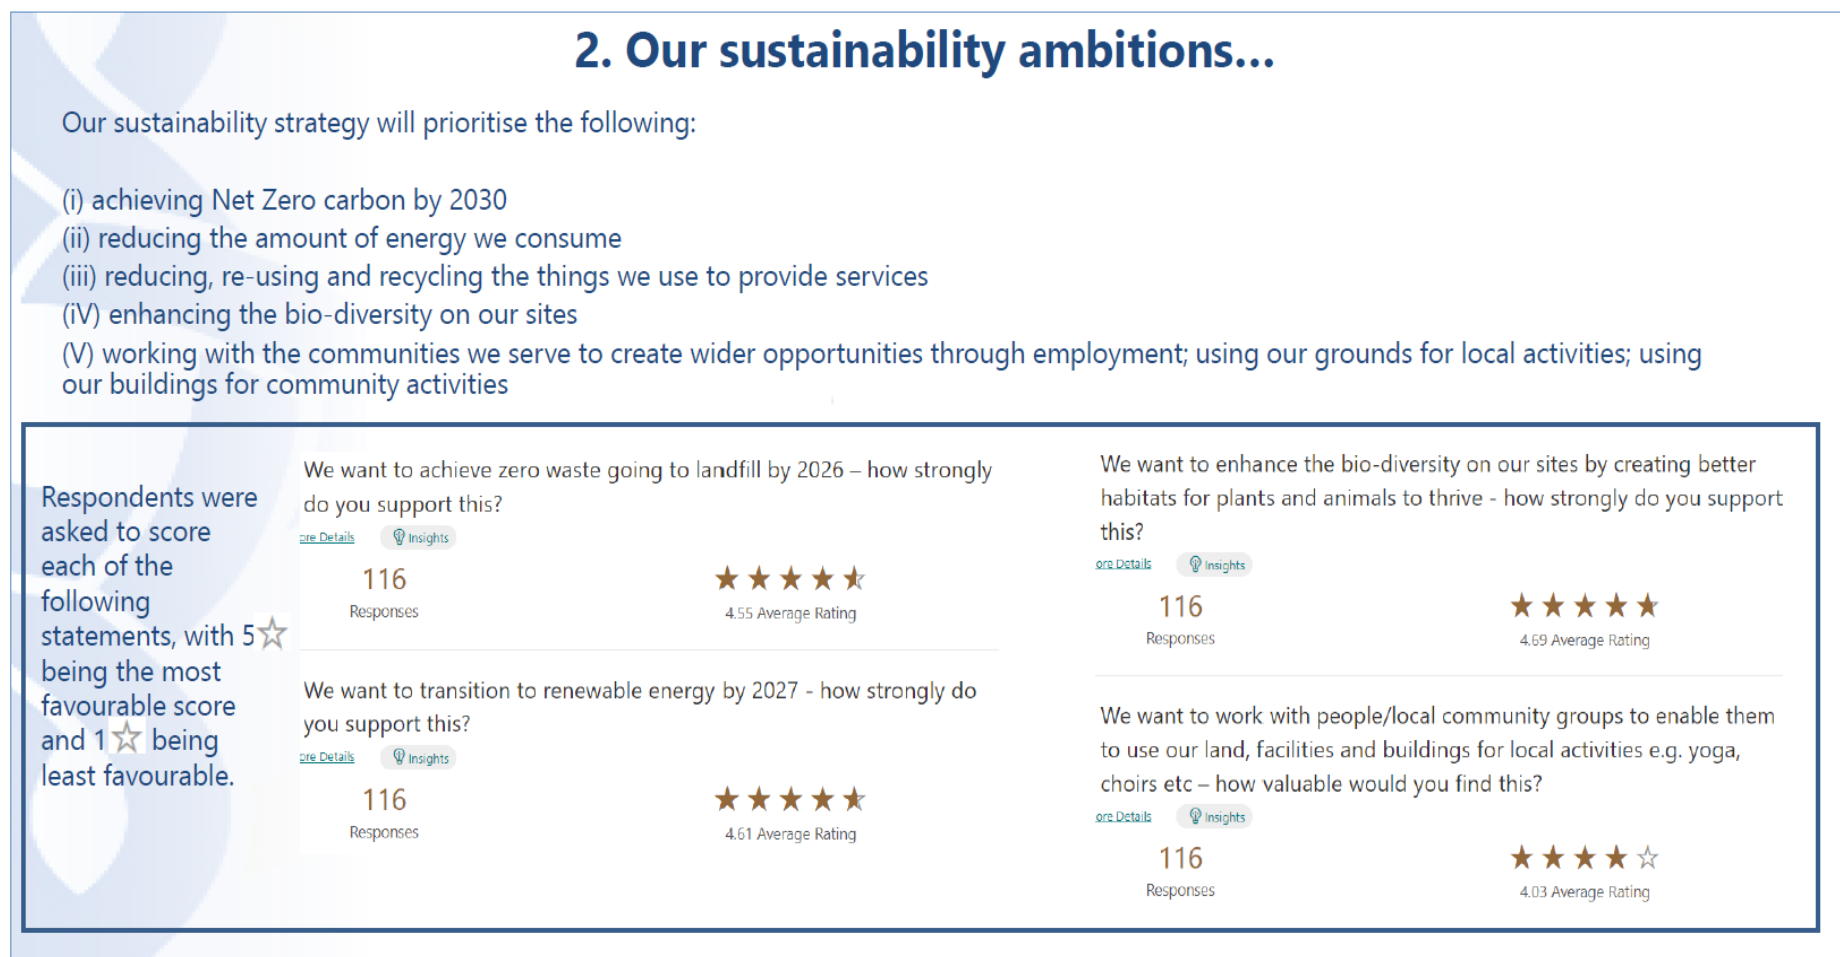 2. Our sustainability ambitions...
Our sustainability strategy will prioritise the following:
(i) achieving Net Zero carbon by 2030
(ii) reducing the amount of energy we consume
(iii) reducing, re-using and recycling the things we use to provide services
(iV) enhancing the bio-diversity on our sites
(V) working with the communities we serve to create wider opportunities through employment; using our grounds for local activities; using
our buildings for community activities
Respondents were
asked to score
each of the
following
statements, with 5☆
being the most
favourable score
and 1☆ being
least favourable.
We want to achieve zero waste going to landfill by 2026 – how strongly
do you support this?
ore Details Insights
116
Responses
4.55 Average Rating
We want to transition to renewable energy by 2027 - how strongly do
you support this?
ore Details Insights
116
Responses
4.61 Average Rating
We want to enhance the bio-diversity on our sites by creating better
habitats for plants and animals to thrive - how strongly do you support
this?
ore Details Insights
116
Responses
4.69 Average Rating
We want to work with people/local community groups to enable them
to use our land, facilities and buildings for local activities e.g. yoga,
choirs etc – how valuable would you find this?
ore Details Insights
116
Responses
4.03 Average Rating